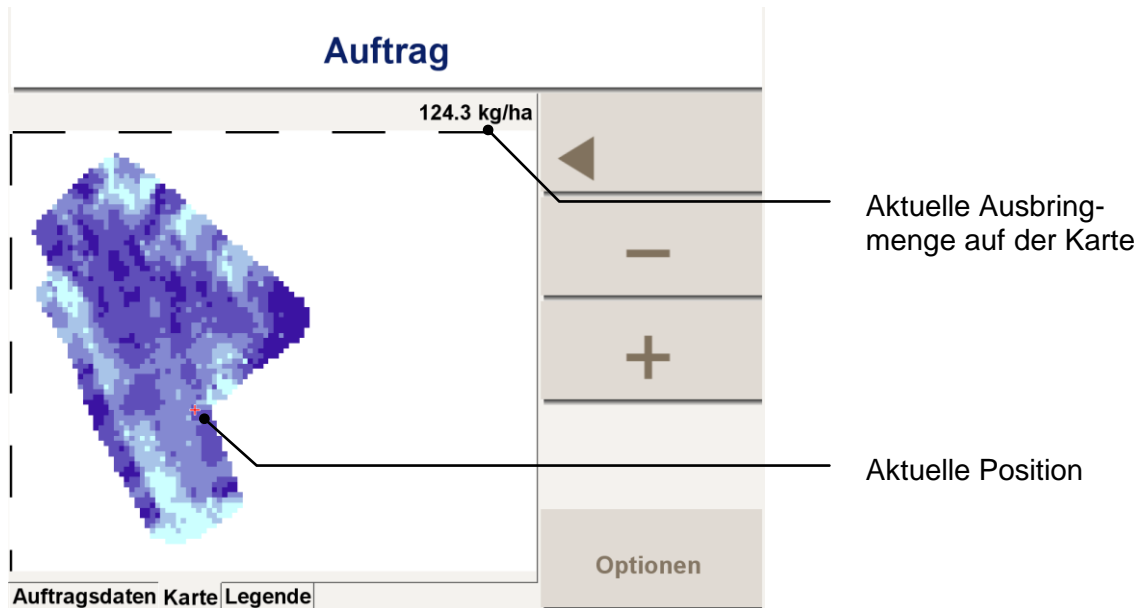 Auftrag
124.3 kg/ha
Aktuelle Ausbring-
menge auf der Karte
Aktuelle Position
Optionen
Auftragsdaten Karte Legende